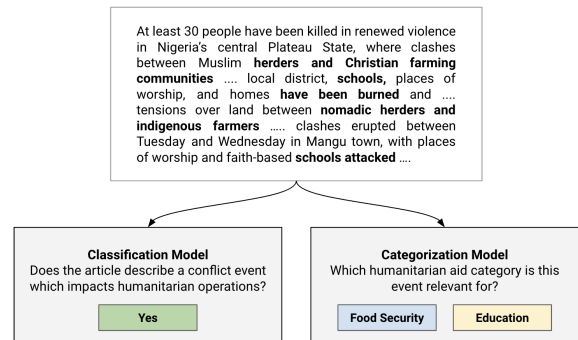 At least 30 people have been killed in renewed violence
in Nigeria's central Plateau State, where clashes
between Muslim herders and Christian farming
communities .... local district, schools, places of
worship, and homes have been burned and ....
tensions over land between nomadic herders and
indigenous farmers ..... clashes erupted between
Tuesday and Wednesday in Mangu town, with places
of worship and faith-based schools attacked ....
Classification Model
Does the article describe a conflict event
which impacts humanitarian operations?
Yes
Categorization Model
Which humanitarian aid category is this
event relevant for?
Food Security
Education